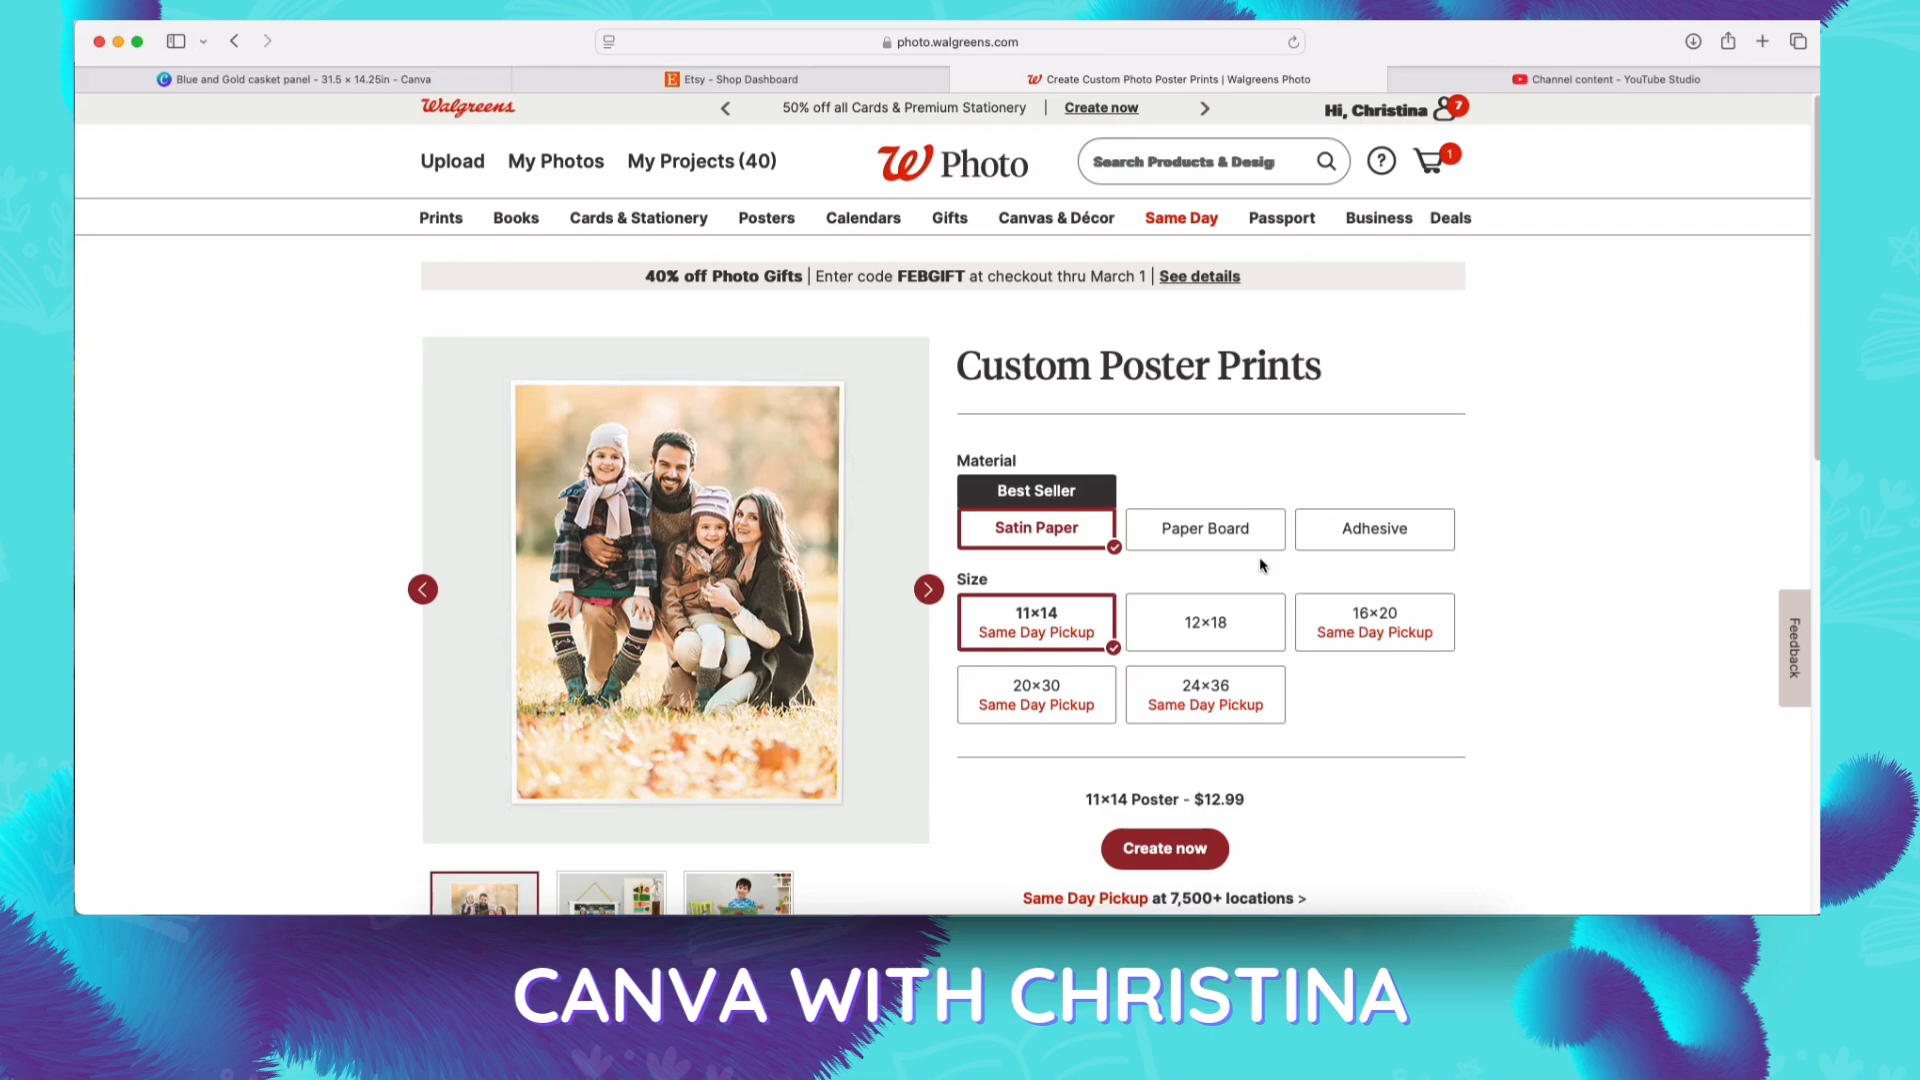 photo.walgreens.com
Blue and Gold casket panel - 31.5 × 14.25in - Canva
Etsy - Shop Dashboard
Create Custom Photo Poster Prints | Walgreens Photo
Channel content - YouTube Studio
Walgreens
50% off all Cards & Premium Stationery | Create now
Hi, Christina 7
Upload My Photos My Projects (40)
W Photo
Search Products & Desig
? 1
Prints Books Cards & Stationery Posters Calendars Gifts Canvas & Décor Same Day Passport Business Deals
40% off Photo Gifts | Enter code FEBGIFT at checkout thru March 1 | See details
Custom Poster Prints
Material
Best Seller
Satin Paper Paper Board Adhesive
Size
11×14 12×18 16×20
Same Day Pickup Same Day Pickup
20×30 24×36
Same Day Pickup Same Day Pickup
Feedback
11×14 Poster - $12.99
Create now
Same Day Pickup at 7,500+ locations >
CANVA WITH CHRISTINA